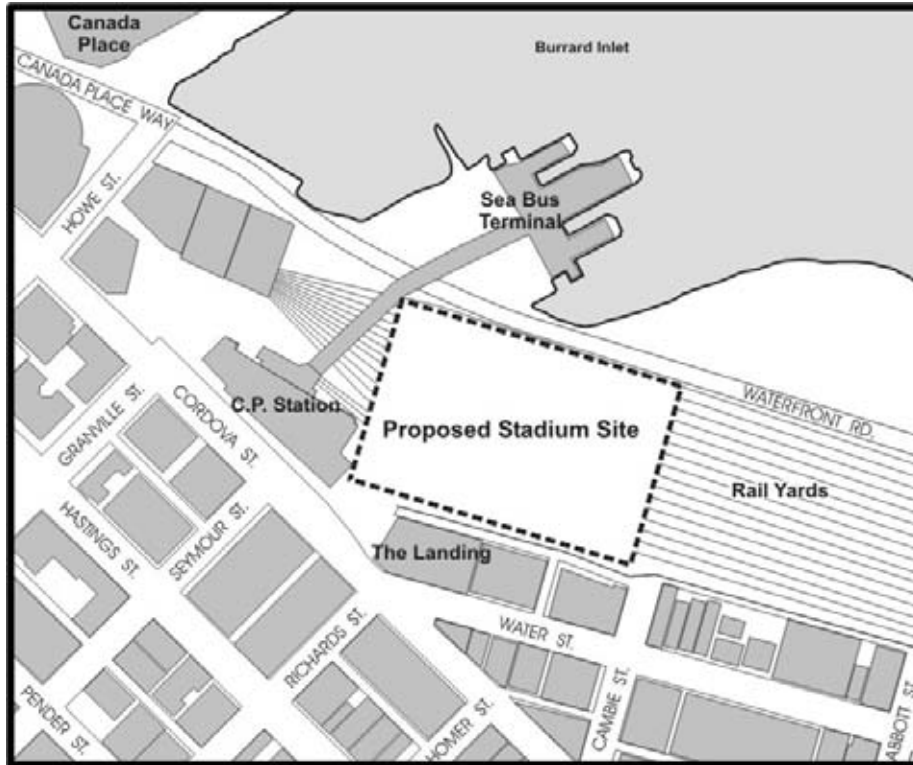 Canada
Place
Burrard Inlet
CANADA PLACE WAY
HOWE ST.
Sea Bus
Terminal
C.P. Station
GRANVILLE ST.
CORDOVA ST.
Proposed Stadium Site
WATERFRONT RD.
Rail Yards
HASTINGS ST.
SEYMOUR ST.
The Landing
WATER ST.
RICHARDS ST.
CAMBIE ST.
ABBOTT ST.
PENDER ST.
HOMER ST.